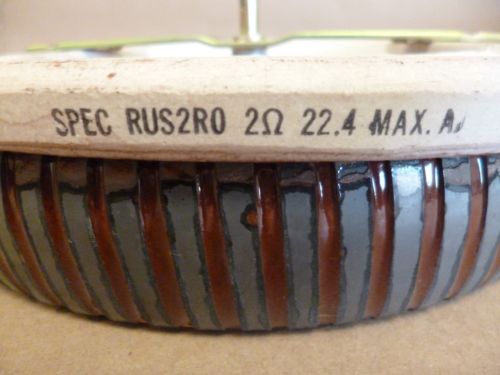 SPEC RUS2R0 2Ω 22.4 MAX. A.